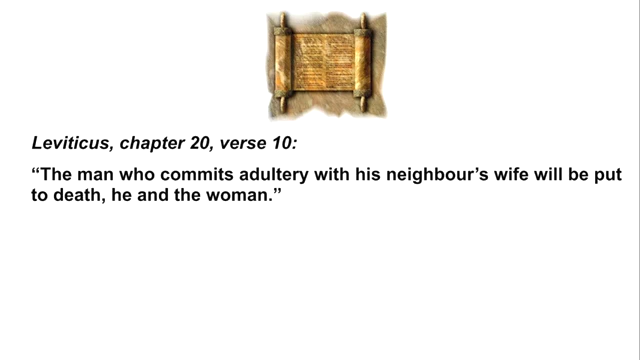 Leviticus, chapter 20, verse 10:
“The man who commits adultery with his neighbour’s wife will be put
to death, he and the woman.”